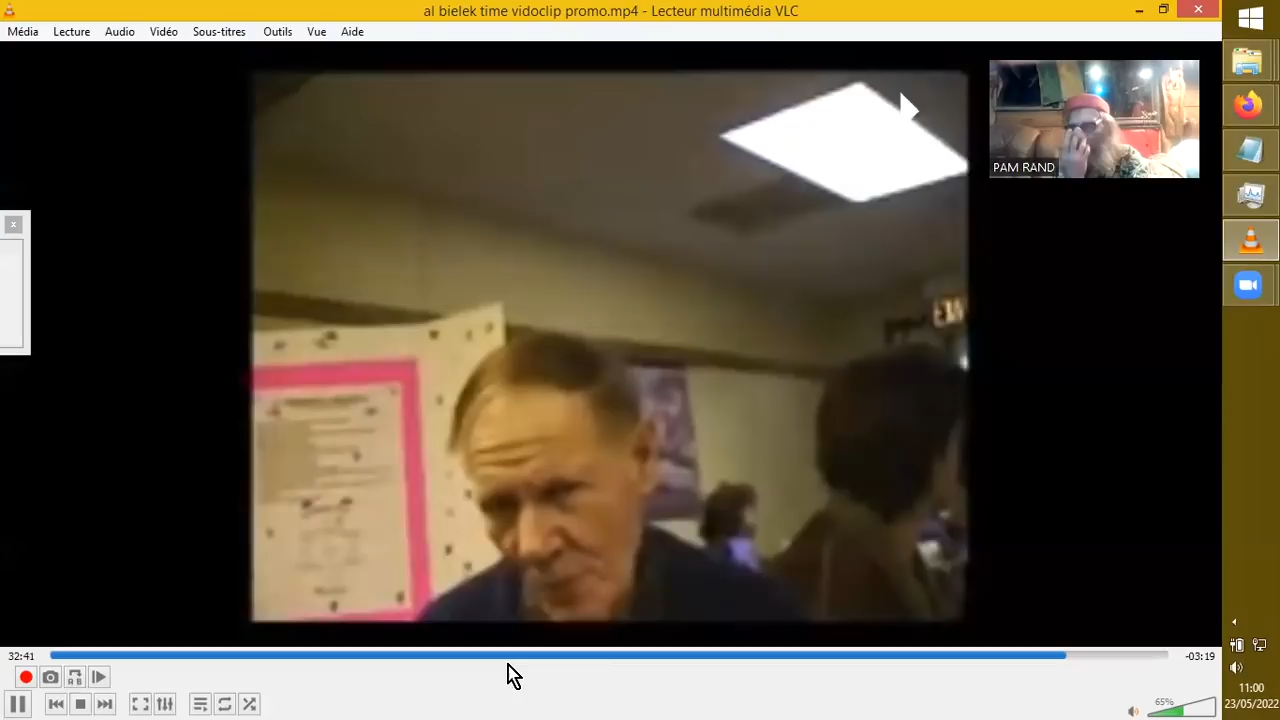 al bielek time vidoclip promo.mp4 - Lecteur multimédia VLC
Média Lecture Audio Vidéo Sous-titres Outils Vue Aide
PAM RAND
32:41
-03:19
65%
11:00
23/05/2022